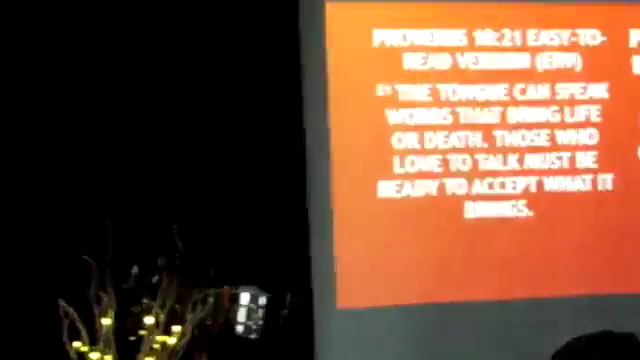 PROVERBS 18:21 EASY-TO-
READ VERSION (ERV)
21 THE TONGUE CAN SPEAK
WORDS THAT BRING LIFE
OR DEATH. THOSE WHO
LOVE TO TALK MUST BE
READY TO ACCEPT WHAT IT
BRINGS.